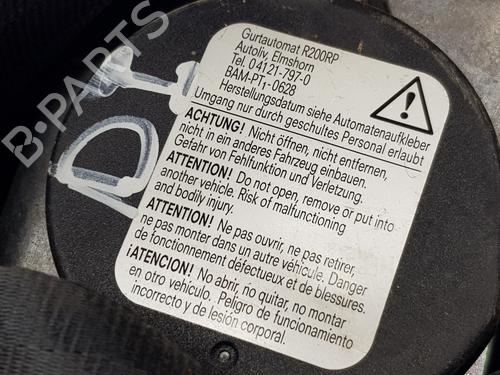 Gurtautomat R200RP
Autoliv, Elmshorn
Tel. 04121-797-0
BAM-PT1-0628
Herstellungsdatum siehe Automatenaufkleber
Umgang nur durch geschultes Personal erlaubt
ACHTUNG! Nicht öffnen, nicht entfernen,
nicht in ein anderes Fahrzeug einbauen.
Gefahr von Fehlfunktion und Verletzung.
ATTENTION! Do not open, remove or put into
another vehicle. Risk of malfunctioning
and bodily injury.
ATTENTION! Ne pas ouvrir, ne pas retirer,
ne pas monter dans un autre véhicule. Danger
de fonctionnement défectueux et de blessures.
¡ATENCION! No abrir, no quitar, no montar
en otro vehículo. Peligro de funcionamiento
incorrecto y de lesión corporal.
B-PARTS